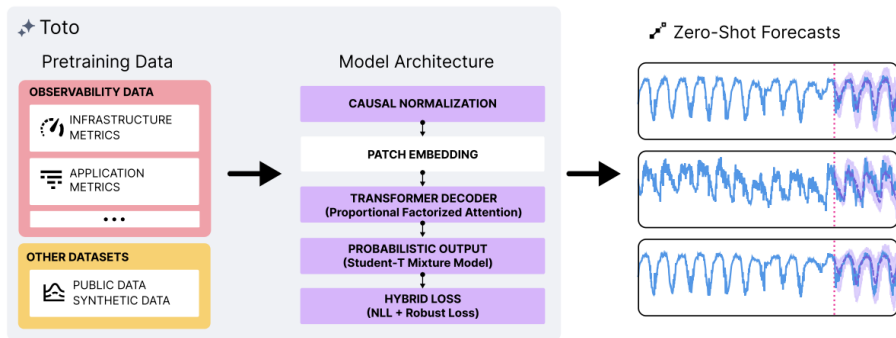 Toto
Pretraining Data
OBSERVABILITY DATA
INFRASTRUCTURE
METRICS
APPLICATION
METRICS
...
OTHER DATASETS
PUBLIC DATA
SYNTHETIC DATA
Model Architecture
CAUSAL NORMALIZATION
PATCH EMBEDDING
TRANSFORMER DECODER
(Proportional Factorized Attention)
PROBABILISTIC OUTPUT
(Student-T Mixture Model)
HYBRID LOSS
(NLL + Robust Loss)
Zero-Shot Forecasts